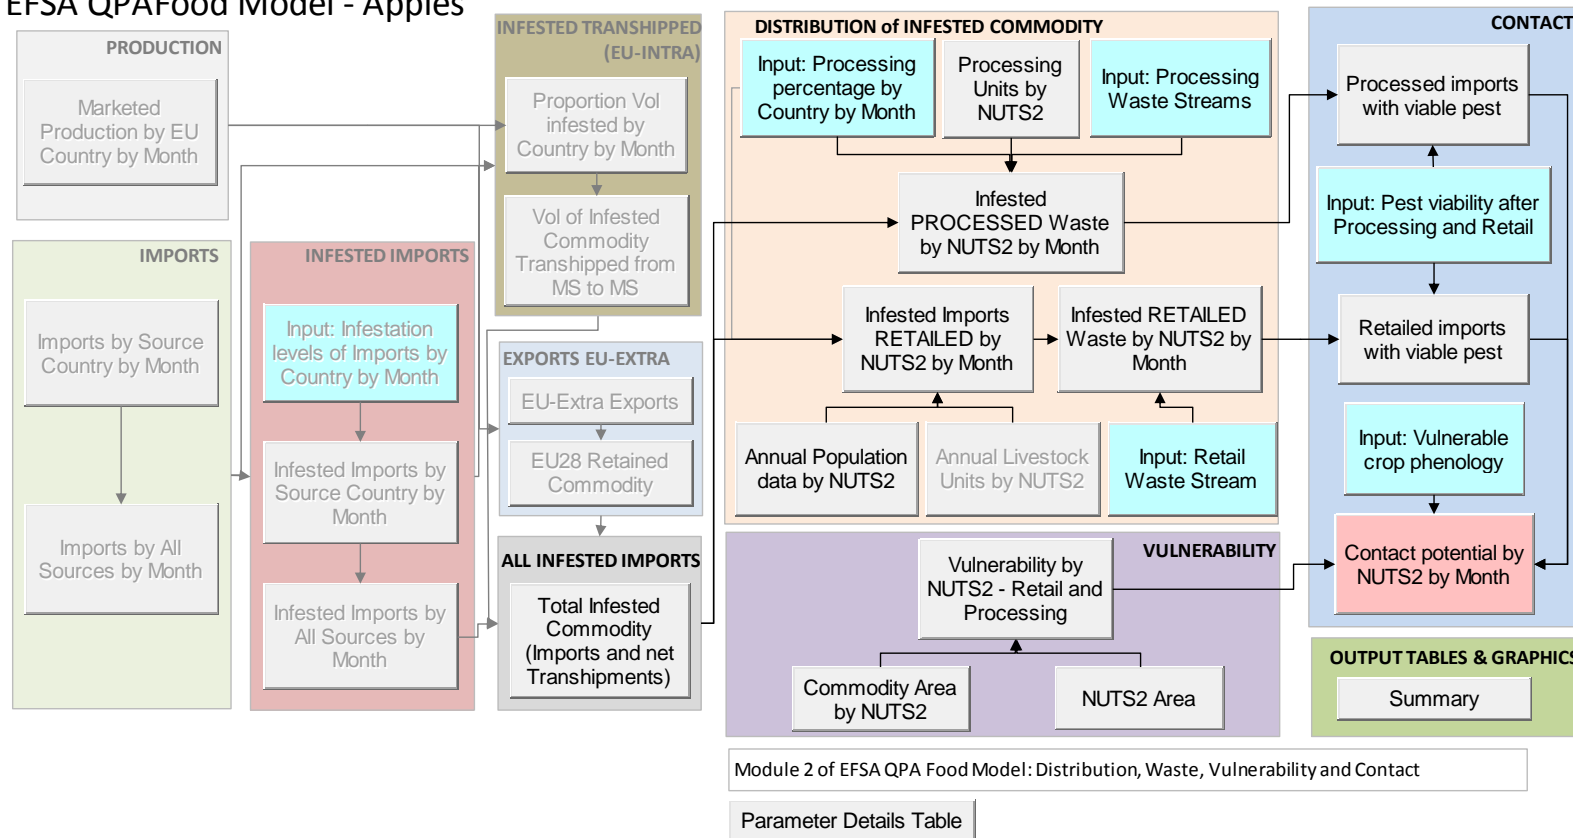 EFSA QPAFood Model - Apples
PRODUCTION
Marketed
Production by EU
Country by Month
IMPORTS
Imports by Source
Country by Month
Imports by All
Sources by Month
INFESTED IMPORTS
Input: Infestation
levels of Imports by
Country by Month
Infested Imports by
Source Country by
Month
Infested Imports by
All Sources by
Month
INFESTED TRANSHIPPED
(EU-INTRA)
Proportion Vol
infested by
Country by Month
Vol of Infested
Commodity
Transhipped from
MS to MS
EXPORTS EU-EXTRA
EU-Extra Exports
EU28 Retained
Commodity
ALL INFESTED IMPORTS
Total Infested
Commodity
(Imports and net
Transhipments)
DISTRIBUTION of INFESTED COMMODITY
Input: Processing
percentage by
Country by Month
Processing
Units by
NUTS2
Input: Processing
Waste Streams
Infested
PROCESSED Waste
by NUTS2 by Month
Infested Imports
RETAILED by
NUTS2 by Month
Infested RETAILED
Waste by NUTS2 by
Month
Annual Population
data by NUTS2
Annual Livestock
Units by NUTS2
Input: Retail
Waste Stream
VULNERABILITY
Vulnerability by
NUTS2 - Retail and
Processing
Commodity Area
by NUTS2
NUTS2 Area
CONTACT
Processed imports
with viable pest
Input: Pest viability after
Processing and Retail
Retailed imports
with viable pest
Input: Vulnerable
crop phenology
Contact potential by
NUTS2 by Month
OUTPUT TABLES & GRAPHICS
Summary
Module 2 of EFSA QPA Food Model: Distribution, Waste, Vulnerability and Contact
Parameter Details Table